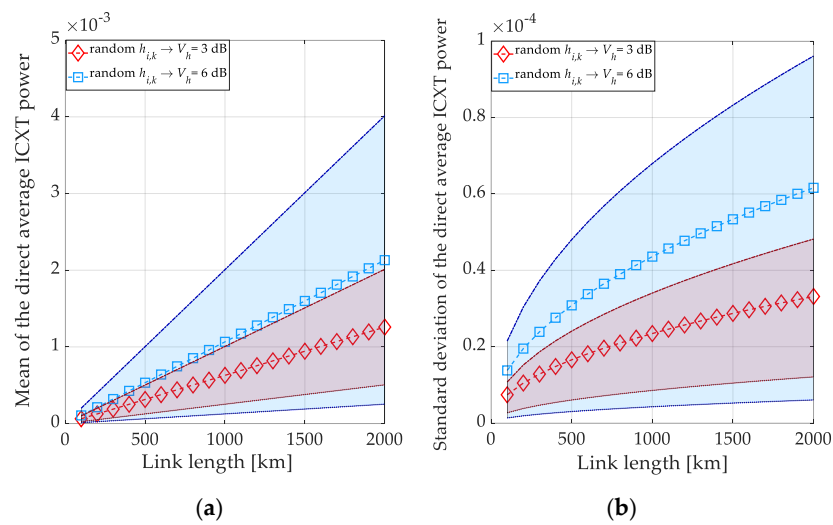 ×10⁻³
5
4
3
2
1
0
0
500
1000
1500
2000
Mean of the direct average ICXT power
Link length [km]
random h_{i,k} → V_h = 3 dB
random h_{i,k} → V_h = 6 dB
(a)
×10⁻⁴
1
0.8
0.6
0.4
0.2
0
0
500
1000
1500
2000
Standard deviation of the direct average ICXT power
Link length [km]
random h_{i,k} → V_h = 3 dB
random h_{i,k} → V_h = 6 dB
(b)